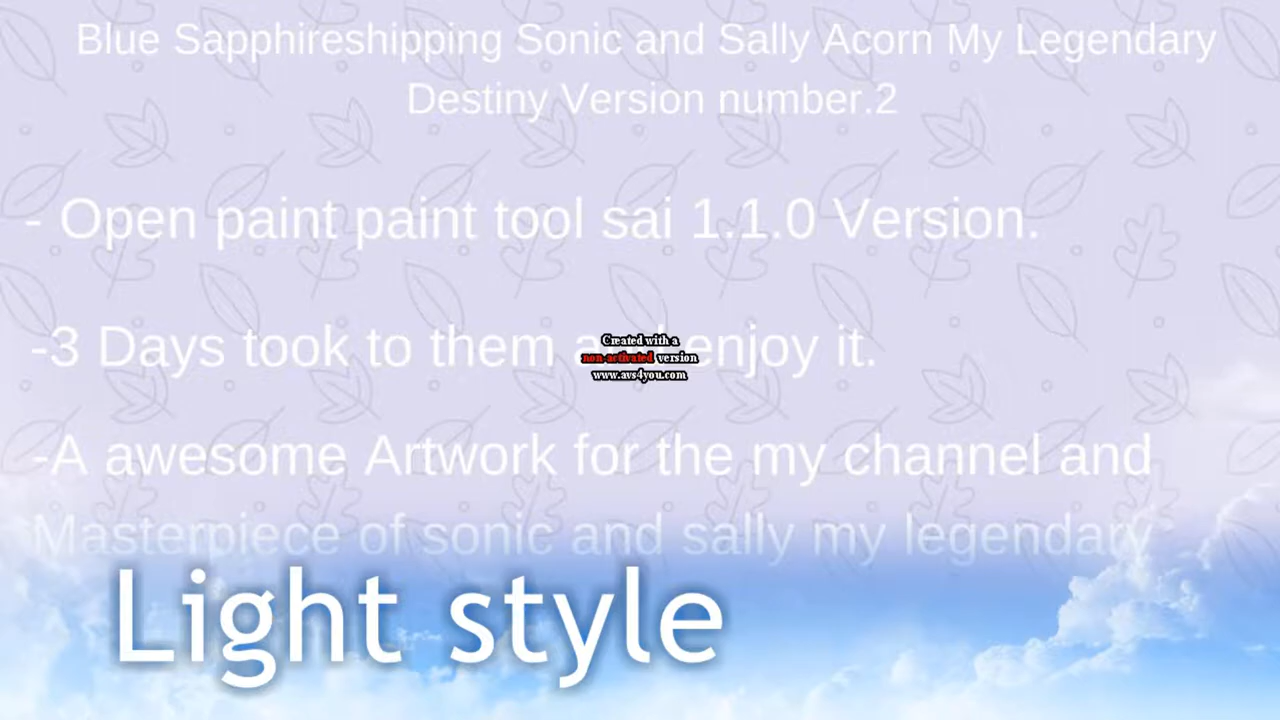 Blue Sapphireshipping Sonic and Sally Acorn My Legendary
Destiny Version number.2
- Open paint paint tool sai 1.1.0 Version.
-3 Days took to them and enjoy it.
Created with a
non-activated version
www.avs4you.com
-A awesome Artwork for the my channel and
Masterpiece of sonic and sally my legendary
Light style